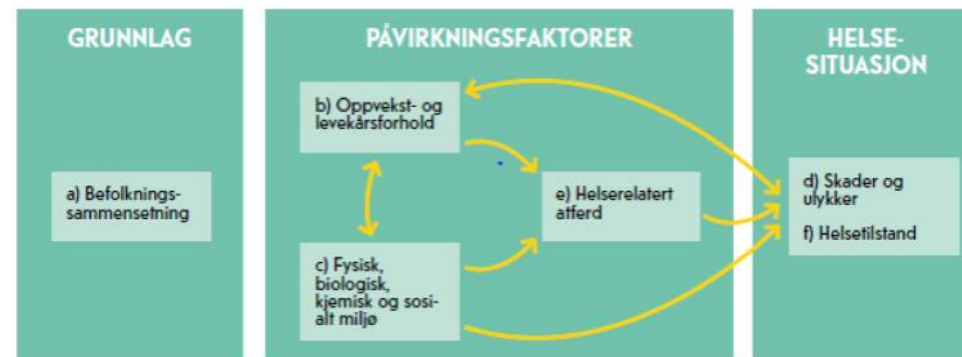 GRUNNLAG
a) Befolknings-
sammensetning
PÅVIRKNINGSFAKTORER
b) Oppvekst- og
levekårsforhold
e) Helserelatert
atferd
c) Fysisk,
biologisk,
kjemisk og sosi-
alt miljø
HELSE-
SITUASJON
d) Skader og
ulykker
f) Helsetilstand